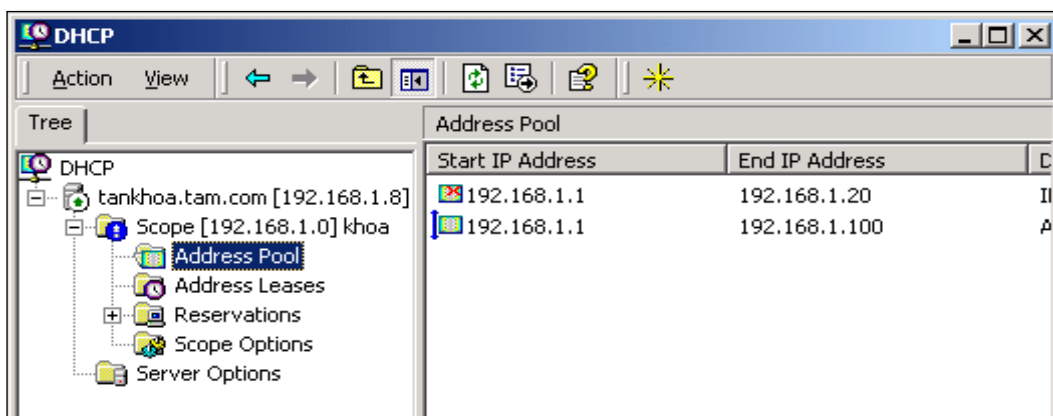 DHCP
Action View
Tree
Address Pool
DHCP
tankhoa.tam.com [192.168.1.8]
Scope [192.168.1.0] khoa
Address Pool
Address Leases
Reservations
Scope Options
Server Options
Start IP Address End IP Address
192.168.1.1 192.168.1.20
192.168.1.1 192.168.1.100